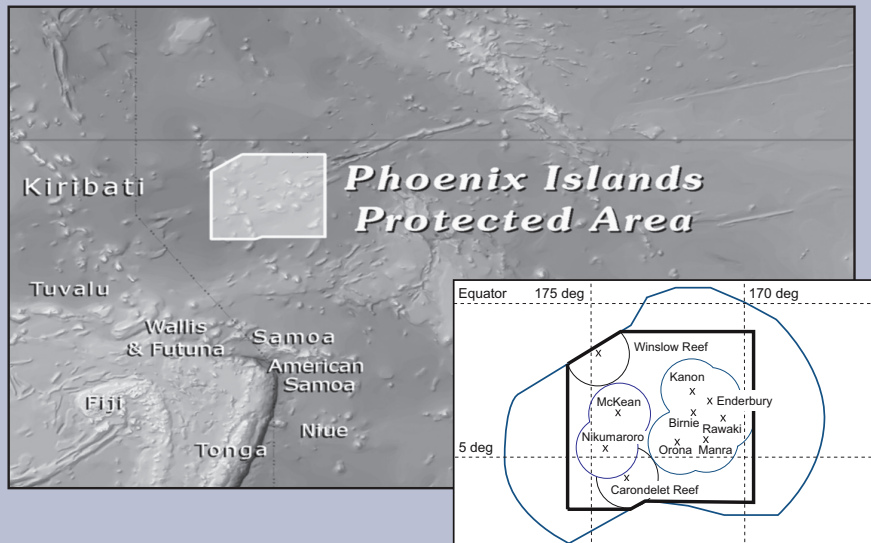 Kiribati
Phoenix Islands
Protected Area
Tuvalu
Wallis
& Futuna
Samoa
American
Samoa
Fiji
Niue
Tonga
Equator
175 deg
170 deg
Winslow Reef
Kanon
McKean
Enderbury
Birnie
Rawaki
Nikumaroro
Orona
Manra
5 deg
Carondelet Reef